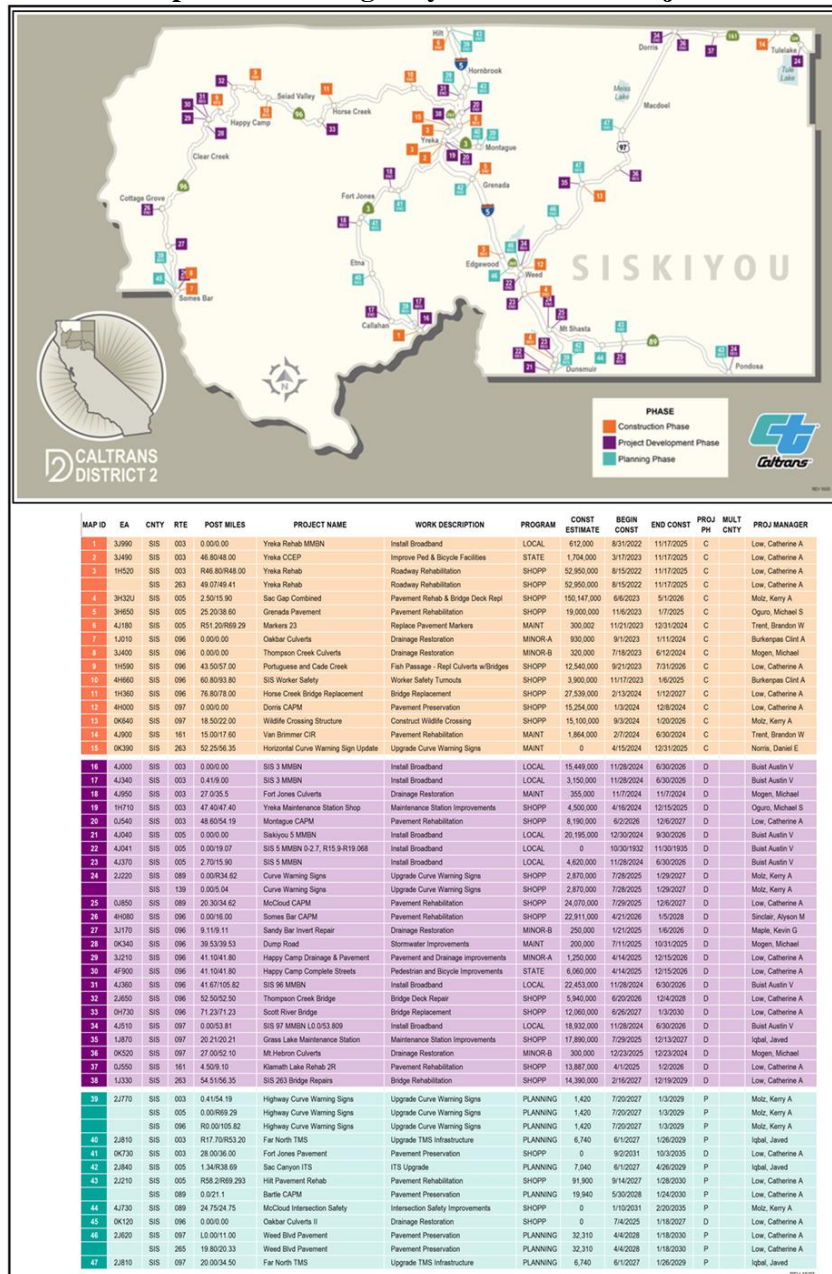 Hilt
Hornbrook
Dorris
Tulelake
Tule Lake
Meiss Lake
Macdoel
Seiad Valley
Horse Creek
Happy Camp
Clear Creek
Yreka
Montague
Grenada
Cottage Grove
Fort Jones
Etna
Somes Bar
Callahan
Edgewood
Weed
SISKIYOU
Mt Shasta
Dunsmuir
Pondosa
PHASE
Construction Phase
Project Development Phase
Planning Phase
Caltrans
D2 CALTRANS
DISTRICT 2
MAP ID EA CNTY RTE POST MILES PROJECT NAME WORK DESCRIPTION PROGRAM CONST ESTIMATE BEGIN CONST END CONST PROJ PH MULT CNTY PROJ MANAGER
1 3J990 SIS 003 0.00/0.00 Yreka Rehab MMBN Install Broadband LOCAL 612,000 8/31/2022 11/17/2025 C Low, Catherine A
2 3J490 SIS 003 46.80/48.00 Yreka CCEP Improve Ped & Bicycle Facilities STATE 1,704,000 3/17/2023 11/17/2025 C Low, Catherine A
3 1H520 SIS 003 R46.80/R48.00 Yreka Rehab Roadway Rehabilitation SHOPP 52,950,000 8/15/2022 11/17/2025 C Low, Catherine A
SIS 263 49.07/49.41 Yreka Rehab Roadway Rehabilitation SHOPP 52,950,000 8/15/2022 11/17/2025 C Low, Catherine A
4 3H32U SIS 005 2.50/15.90 Sac Gap Combined Pavement Rehab & Bridge Deck Repl SHOPP 150,147,000 6/6/2023 5/1/2026 C Molz, Kerry A
5 3H650 SIS 005 25.20/38.60 Grenada Pavement Pavement Rehabilitation SHOPP 19,000,000 11/6/2023 1/7/2025 C Oguro, Michael S
6 4J180 SIS 005 R51.20/R69.29 Markers 23 Replace Pavement Markers MAINT 300,002 11/21/2023 12/31/2024 C Trent, Brandon W
7 1J010 SIS 096 0.00/0.00 Oakbar Culverts Drainage Restoration MINOR-A 930,000 9/1/2023 1/11/2024 C Burkenpas Clint A
8 3J400 SIS 096 0.00/0.00 Thompson Creek Culverts Drainage Restoration MINOR-B 320,000 7/18/2023 6/12/2024 C Mogen, Michael
9 1H590 SIS 096 43.50/57.00 Portuguese and Cade Creek Fish Passage - Repl Culverts w/Bridges SHOPP 12,540,000 9/21/2023 7/31/2026 C Low, Catherine A
10 4H660 SIS 096 60.80/93.80 SIS Worker Safety Worker Safety Turnouts SHOPP 3,900,000 11/17/2023 1/6/2025 C Burkenpas Clint A
11 1H360 SIS 096 76.80/78.00 Horse Creek Bridge Replacement Bridge Replacement SHOPP 27,539,000 2/13/2024 1/12/2027 C Low, Catherine A
12 4H000 SIS 097 0.00/0.00 Dorris CAPM Pavement Preservation SHOPP 15,254,000 1/3/2024 12/8/2024 C Low, Catherine A
13 0K640 SIS 097 18.50/22.00 Wildlife Crossing Structure Construct Wildlife Crossing SHOPP 15,100,000 9/3/2024 1/20/2026 C Molz, Kerry A
14 4J900 SIS 161 15.00/17.60 Van Brimmer CIR Pavement Rehabilitation MAINT 1,864,000 2/7/2024 6/30/2024 C Trent, Brandon W
15 0K390 SIS 263 52.25/56.35 Horizontal Curve Warning Sign Update Upgrade Curve Warning Signs MAINT 0 4/15/2024 12/31/2025 C Norris, Daniel E
16 4J000 SIS 003 0.00/0.00 SIS 3 MMBN Install Broadband LOCAL 15,449,000 11/28/2024 6/30/2026 D Buist Austin V
17 4J340 SIS 003 0.41/9.00 SIS 3 MMBN Install Broadband LOCAL 3,150,000 11/28/2024 6/30/2026 D Buist Austin V
18 4J950 SIS 003 27.0/35.5 Fort Jones Culverts Drainage Restoration MAINT 355,000 11/7/2024 11/7/2024 D Mogen, Michael
19 1H710 SIS 003 47.40/47.40 Yreka Maintenance Station Shop Maintenance Station Improvements SHOPP 4,500,000 4/16/2024 12/15/2025 D Oguro, Michael S
20 0J540 SIS 003 48.60/54.19 Montague CAPM Pavement Rehabilitation SHOPP 8,190,000 6/2/2026 12/6/2027 D Low, Catherine A
21 4J040 SIS 005 0.00/0.00 Siskiyou 5 MMBN Install Broadband LOCAL 20,195,000 12/30/2024 9/30/2026 D Buist Austin V
22 4J041 SIS 005 0.00/19.07 SIS 5 MMBN 0-2.7, R15.9-R19.068 Install Broadband LOCAL 0 10/30/1932 11/30/1935 D Buist Austin V
23 4J370 SIS 005 2.70/15.90 SIS 5 MMBN Install Broadband LOCAL 4,620,000 11/28/2024 6/30/2026 D Buist Austin V
24 2J220 SIS 089 0.00/R34.62 Curve Warning Signs Upgrade Curve Warning Signs SHOPP 2,870,000 7/28/2025 1/29/2027 D Molz, Kerry A
SIS 139 0.00/5.04 Curve Warning Signs Upgrade Curve Warning Signs SHOPP 2,870,000 7/28/2025 1/29/2027 D Molz, Kerry A
25 0J850 SIS 089 20.30/34.62 McCloud CAPM Pavement Rehabilitation SHOPP 24,070,000 7/29/2025 12/6/2027 D Low, Catherine A
26 4H080 SIS 096 0.00/16.00 Somes Bar CAPM Pavement Rehabilitation SHOPP 22,911,000 4/21/2026 1/5/2028 D Sinclair, Alyson M
27 3J170 SIS 096 9.11/9.11 Sandy Bar Invert Repair Drainage Restoration MINOR-B 250,000 1/21/2025 1/6/2026 D Maple, Kevin G
28 0K340 SIS 096 39.53/39.53 Dump Road Stormwater Improvements MAINT 200,000 7/11/2025 10/31/2025 D Mogen, Michael
29 3J210 SIS 096 41.10/41.80 Happy Camp Drainage & Pavement Pavement and Drainage improvements MINOR-A 1,250,000 4/14/2025 12/15/2026 D Low, Catherine A
30 4F900 SIS 096 41.10/41.80 Happy Camp Complete Streets Pedestrian and Bicycle Improvements STATE 6,060,000 4/14/2025 12/15/2026 D Low, Catherine A
31 4J360 SIS 096 41.67/105.82 SIS 96 MMBN Install Broadband LOCAL 22,453,000 11/28/2024 6/30/2026 D Buist Austin V
32 2J650 SIS 096 52.50/52.50 Thompson Creek Bridge Bridge Deck Repair SHOPP 5,940,000 6/20/2026 12/4/2028 D Low, Catherine A
33 0H730 SIS 096 71.23/71.23 Scott River Bridge Bridge Replacement SHOPP 12,060,000 6/26/2027 1/3/2030 D Low, Catherine A
34 4J510 SIS 097 0.00/53.81 SIS 97 MMBN L0.0/53.809 Install Broadband LOCAL 18,932,000 11/28/2024 6/30/2026 D Buist Austin V
35 1J870 SIS 097 20.21/20.21 Grass Lake Maintenance Station Maintenance Station Improvements SHOPP 17,890,000 7/29/2025 12/13/2027 D Iqbal, Javed
36 0K520 SIS 097 27.00/52.10 Mt.Hebron Culverts Drainage Restoration MINOR-B 300,000 12/23/2025 12/23/2024 D Mogen, Michael
37 0J550 SIS 161 4.50/9.10 Klamath Lake Rehab 2R Pavement Rehabilitation SHOPP 13,887,000 4/1/2025 1/2/2026 D Low, Catherine A
38 1J330 SIS 263 54.51/56.35 SIS 263 Bridge Repairs Bridge Rehabilitation SHOPP 14,390,000 2/16/2027 12/19/2029 D Low, Catherine A
39 2J770 SIS 003 0.41/54.19 Highway Curve Warning Signs Upgrade Curve Warning Signs PLANNING 1,420 7/20/2027 1/3/2029 P Molz, Kerry A
SIS 005 0.00/R69.29 Highway Curve Warning Signs Upgrade Curve Warning Signs PLANNING 1,420 7/20/2027 1/3/2029 P Molz, Kerry A
SIS 096 R0.00/105.82 Highway Curve Warning Signs Upgrade Curve Warning Signs PLANNING 1,420 7/20/2027 1/3/2029 P Molz, Kerry A
40 2J810 SIS 003 R17.70/R53.20 Far North TMS Upgrade TMS Infrastructure PLANNING 6,740 6/1/2027 1/26/2029 P Iqbal, Javed
41 0K730 SIS 003 28.00/36.00 Fort Jones Pavement Pavement Preservation SHOPP 0 9/2/2031 10/3/2035 D Low, Catherine A
42 2J840 SIS 005 1.34/R38.69 Sac Canyon ITS ITS Upgrade PLANNING 7,040 6/1/2027 4/26/2029 P Iqbal, Javed
43 2J210 SIS 005 R58.2/R69.293 Hilt Pavement Rehab Pavement Rehabilitation SHOPP 91,900 9/14/2027 1/28/2030 P Low, Catherine A
SIS 089 0.0/21.1 Bartle CAPM Pavement Preservation PLANNING 19,940 5/30/2028 1/24/2030 P Low, Catherine A
44 4J730 SIS 089 24.75/24.75 McCloud Intersection Safety Intersection Safety Improvements SHOPP 0 1/10/2031 2/20/2035 P Molz, Kerry A
45 0K120 SIS 096 0.00/0.00 Oakbar Culverts II Drainage Restoration SHOPP 0 7/4/2025 1/18/2027 D Low, Catherine A
46 2J620 SIS 097 L0.00/11.00 Weed Blvd Pavement Pavement Preservation PLANNING 32,310 4/4/2028 1/18/2030 P Low, Catherine A
SIS 265 19.80/20.33 Weed Blvd Pavement Pavement Preservation PLANNING 32,310 4/4/2028 1/18/2030 P Low, Catherine A
47 2J810 SIS 097 20.00/34.50 Far North TMS Upgrade TMS Infrastructure PLANNING 6,740 6/1/2027 1/26/2029 P Iqbal, Javed